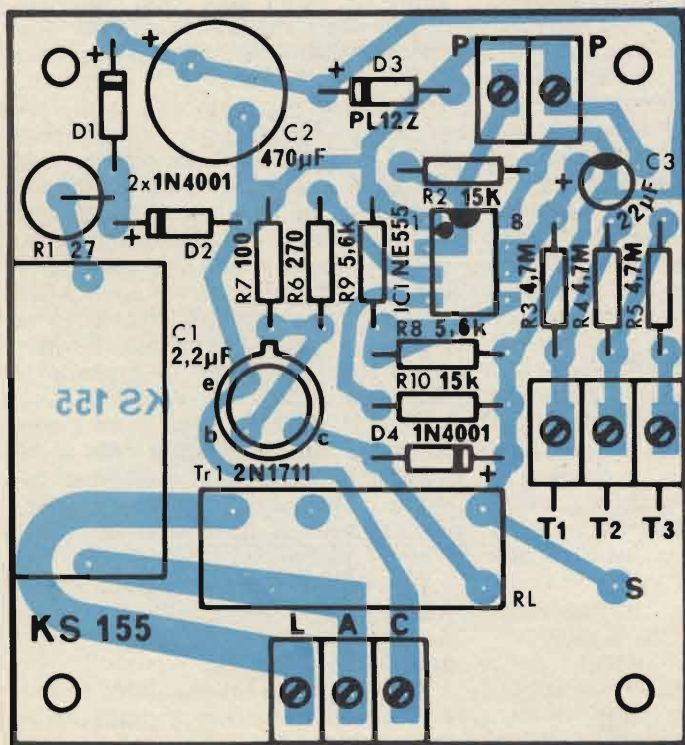 +
+
D3
+
P
P
D1
PL12Z
C2
470µF
C3
2x1N4001
R2 15K
+
22µF
+
D2
R1 27
1
8
R7 100
R6 270
R9 5,6k
IC1 NE555
R3 4,7M
R4 4,7M
R5 4,7M
C1
2,2µF
R8 5,6k
e
KS 155
R10 15k
b
c
D4 1N4001
Tr1 2N1711
+
T1
T2
T3
S
RL
KS 155
L
A
C